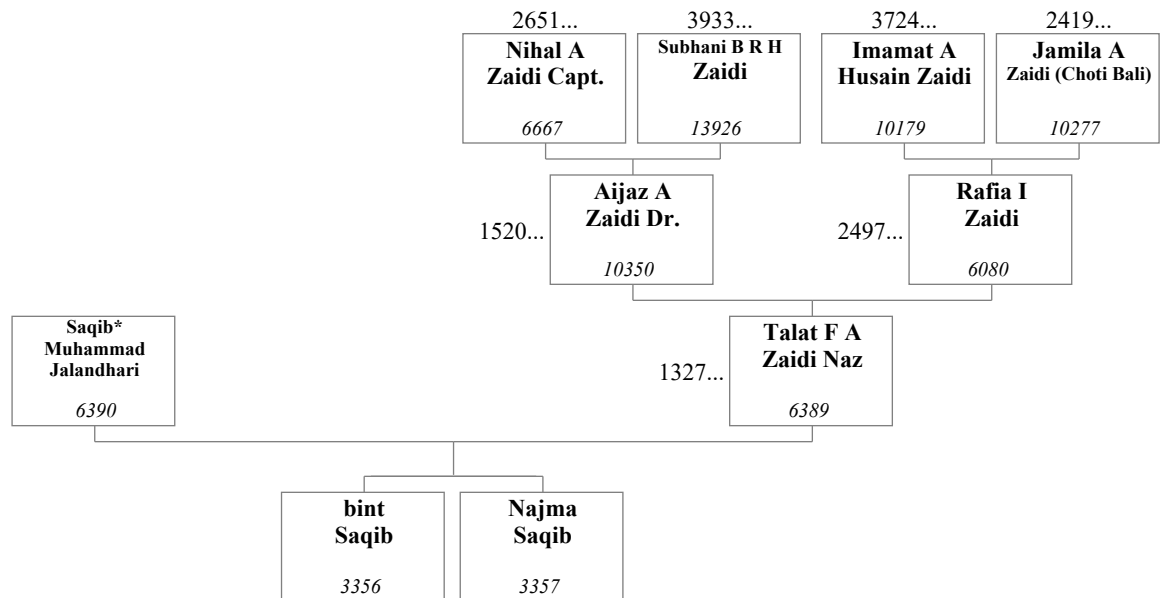 2651...
3933...
3724...
2419...
Nihal A
Zaidi Capt.
6667
Subhani B R H
Zaidi
13926
Imamat A
Husain Zaidi
10179
Jamila A
Zaidi (Choti Bali)
10277
1520...
Aijaz A
Zaidi Dr.
10350
2497...
Rafia I
Zaidi
6080
Saqib*
Muhammad
Jalandhari
6390
1327...
Talat F A
Zaidi Naz
6389
bint
Saqib
3356
Najma
Saqib
3357